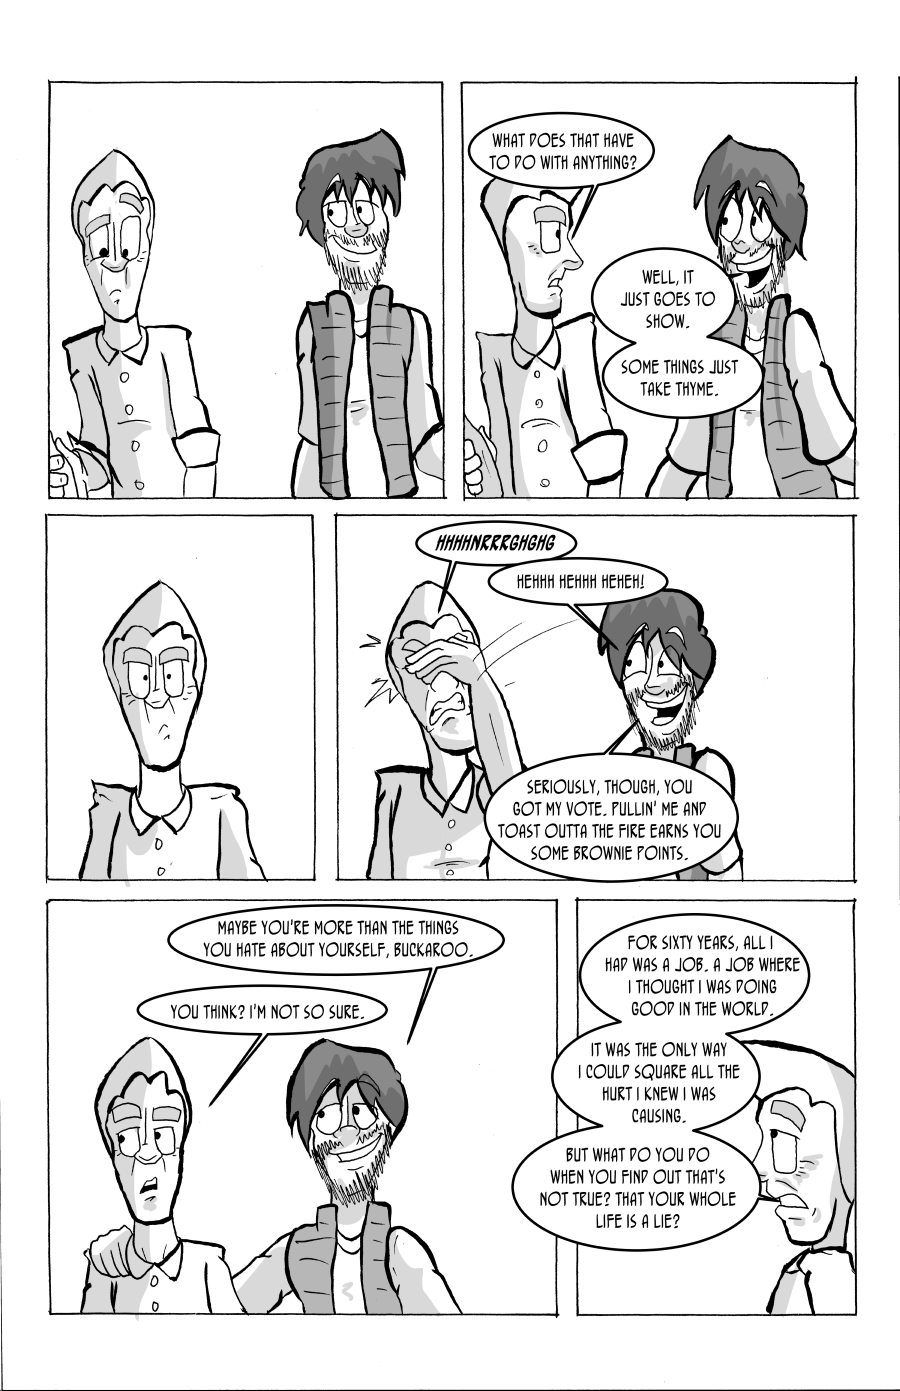 WHAT DOES THAT HAVE
TO DO WITH ANYTHING?
WELL, IT
JUST GOES TO
SHOW.
SOME THINGS JUST
TAKE THYME.
HHHHNRRRGHGHG
HEHHH HEHHH HEHEH!
SERIOUSLY, THOUGH, YOU
GOT MY VOTE. PULLIN' ME AND
TOAST OUTTA THE FIRE EARNS YOU
SOME BROWNIE POINTS.
MAYBE YOU'RE MORE THAN THE THINGS
YOU HATE ABOUT YOURSELF, BUCKAROO.
YOU THINK? I'M NOT SO SURE.
FOR SIXTY YEARS, ALL I
HAD WAS A JOB. A JOB WHERE
I THOUGHT I WAS DOING
GOOD IN THE WORLD.
IT WAS THE ONLY WAY
I COULD SQUARE ALL THE
HURT I KNEW I WAS
CAUSING.
BUT WHAT DO YOU DO
WHEN YOU FIND OUT THAT'S
NOT TRUE? THAT YOUR WHOLE
LIFE IS A LIE?